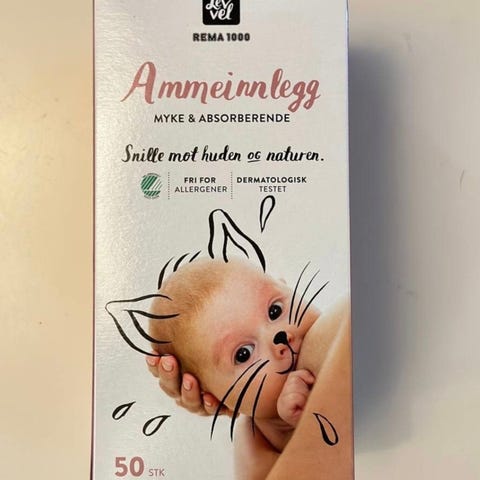 Lev
vel
REMA 1000
Ammeinnlegg
MYKE & ABSORBERENDE
Snille mot huden og naturen.
FRI FOR
ALLERGENER
DERMATOLOGISK
TESTET
50 STK